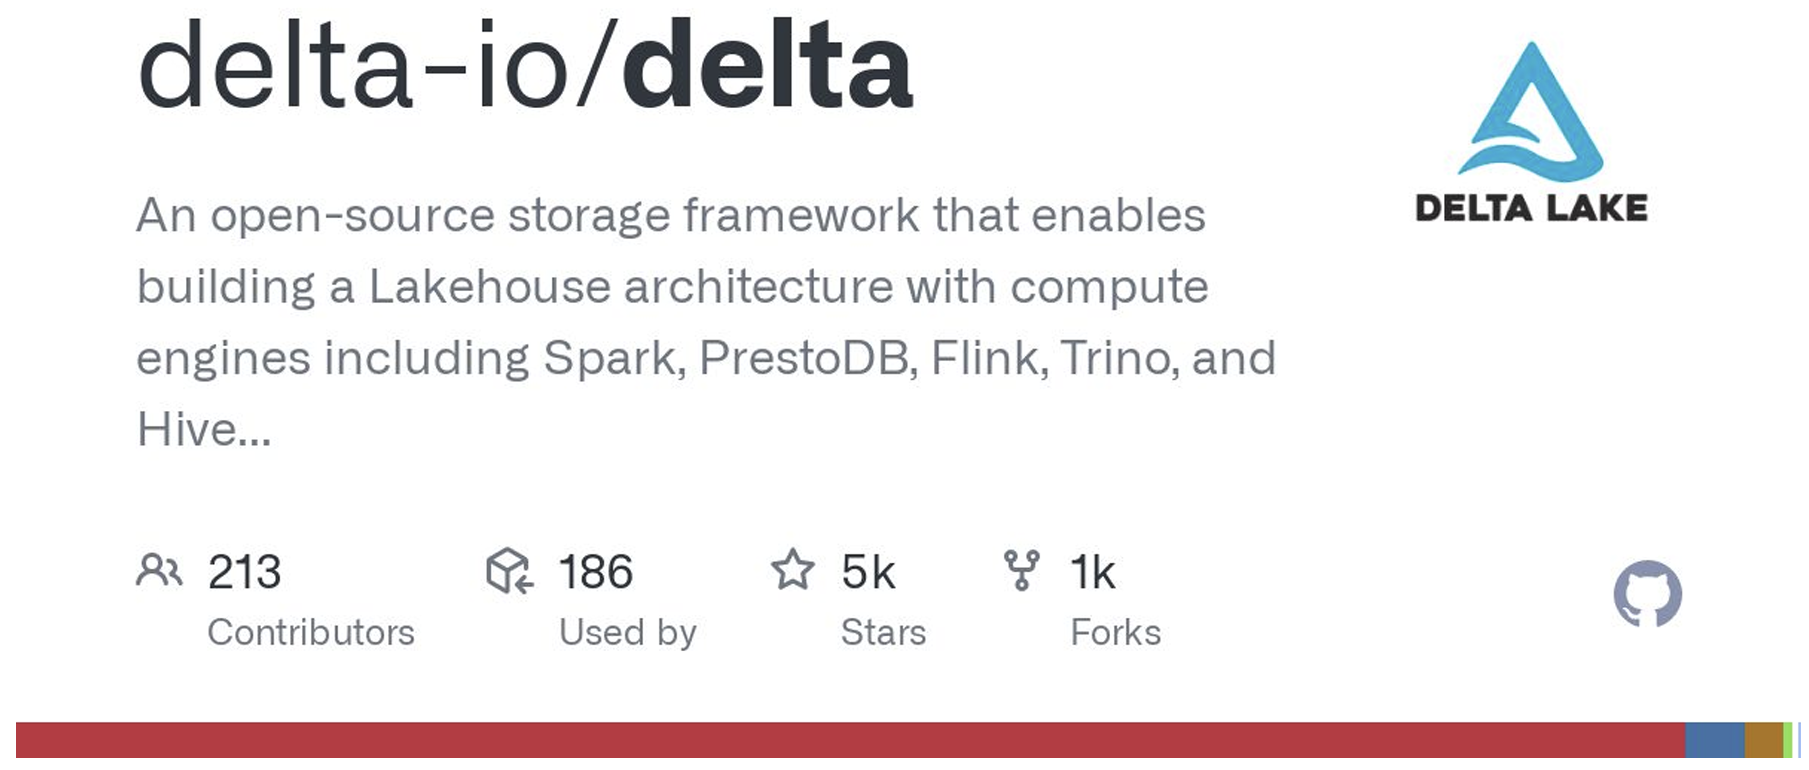 delta-io/delta
DELTA LAKE
An open-source storage framework that enables
building a Lakehouse architecture with compute
engines including Spark, PrestoDB, Flink, Trino, and
Hive...
213 186 5k 1k
Contributors Used by Stars Forks